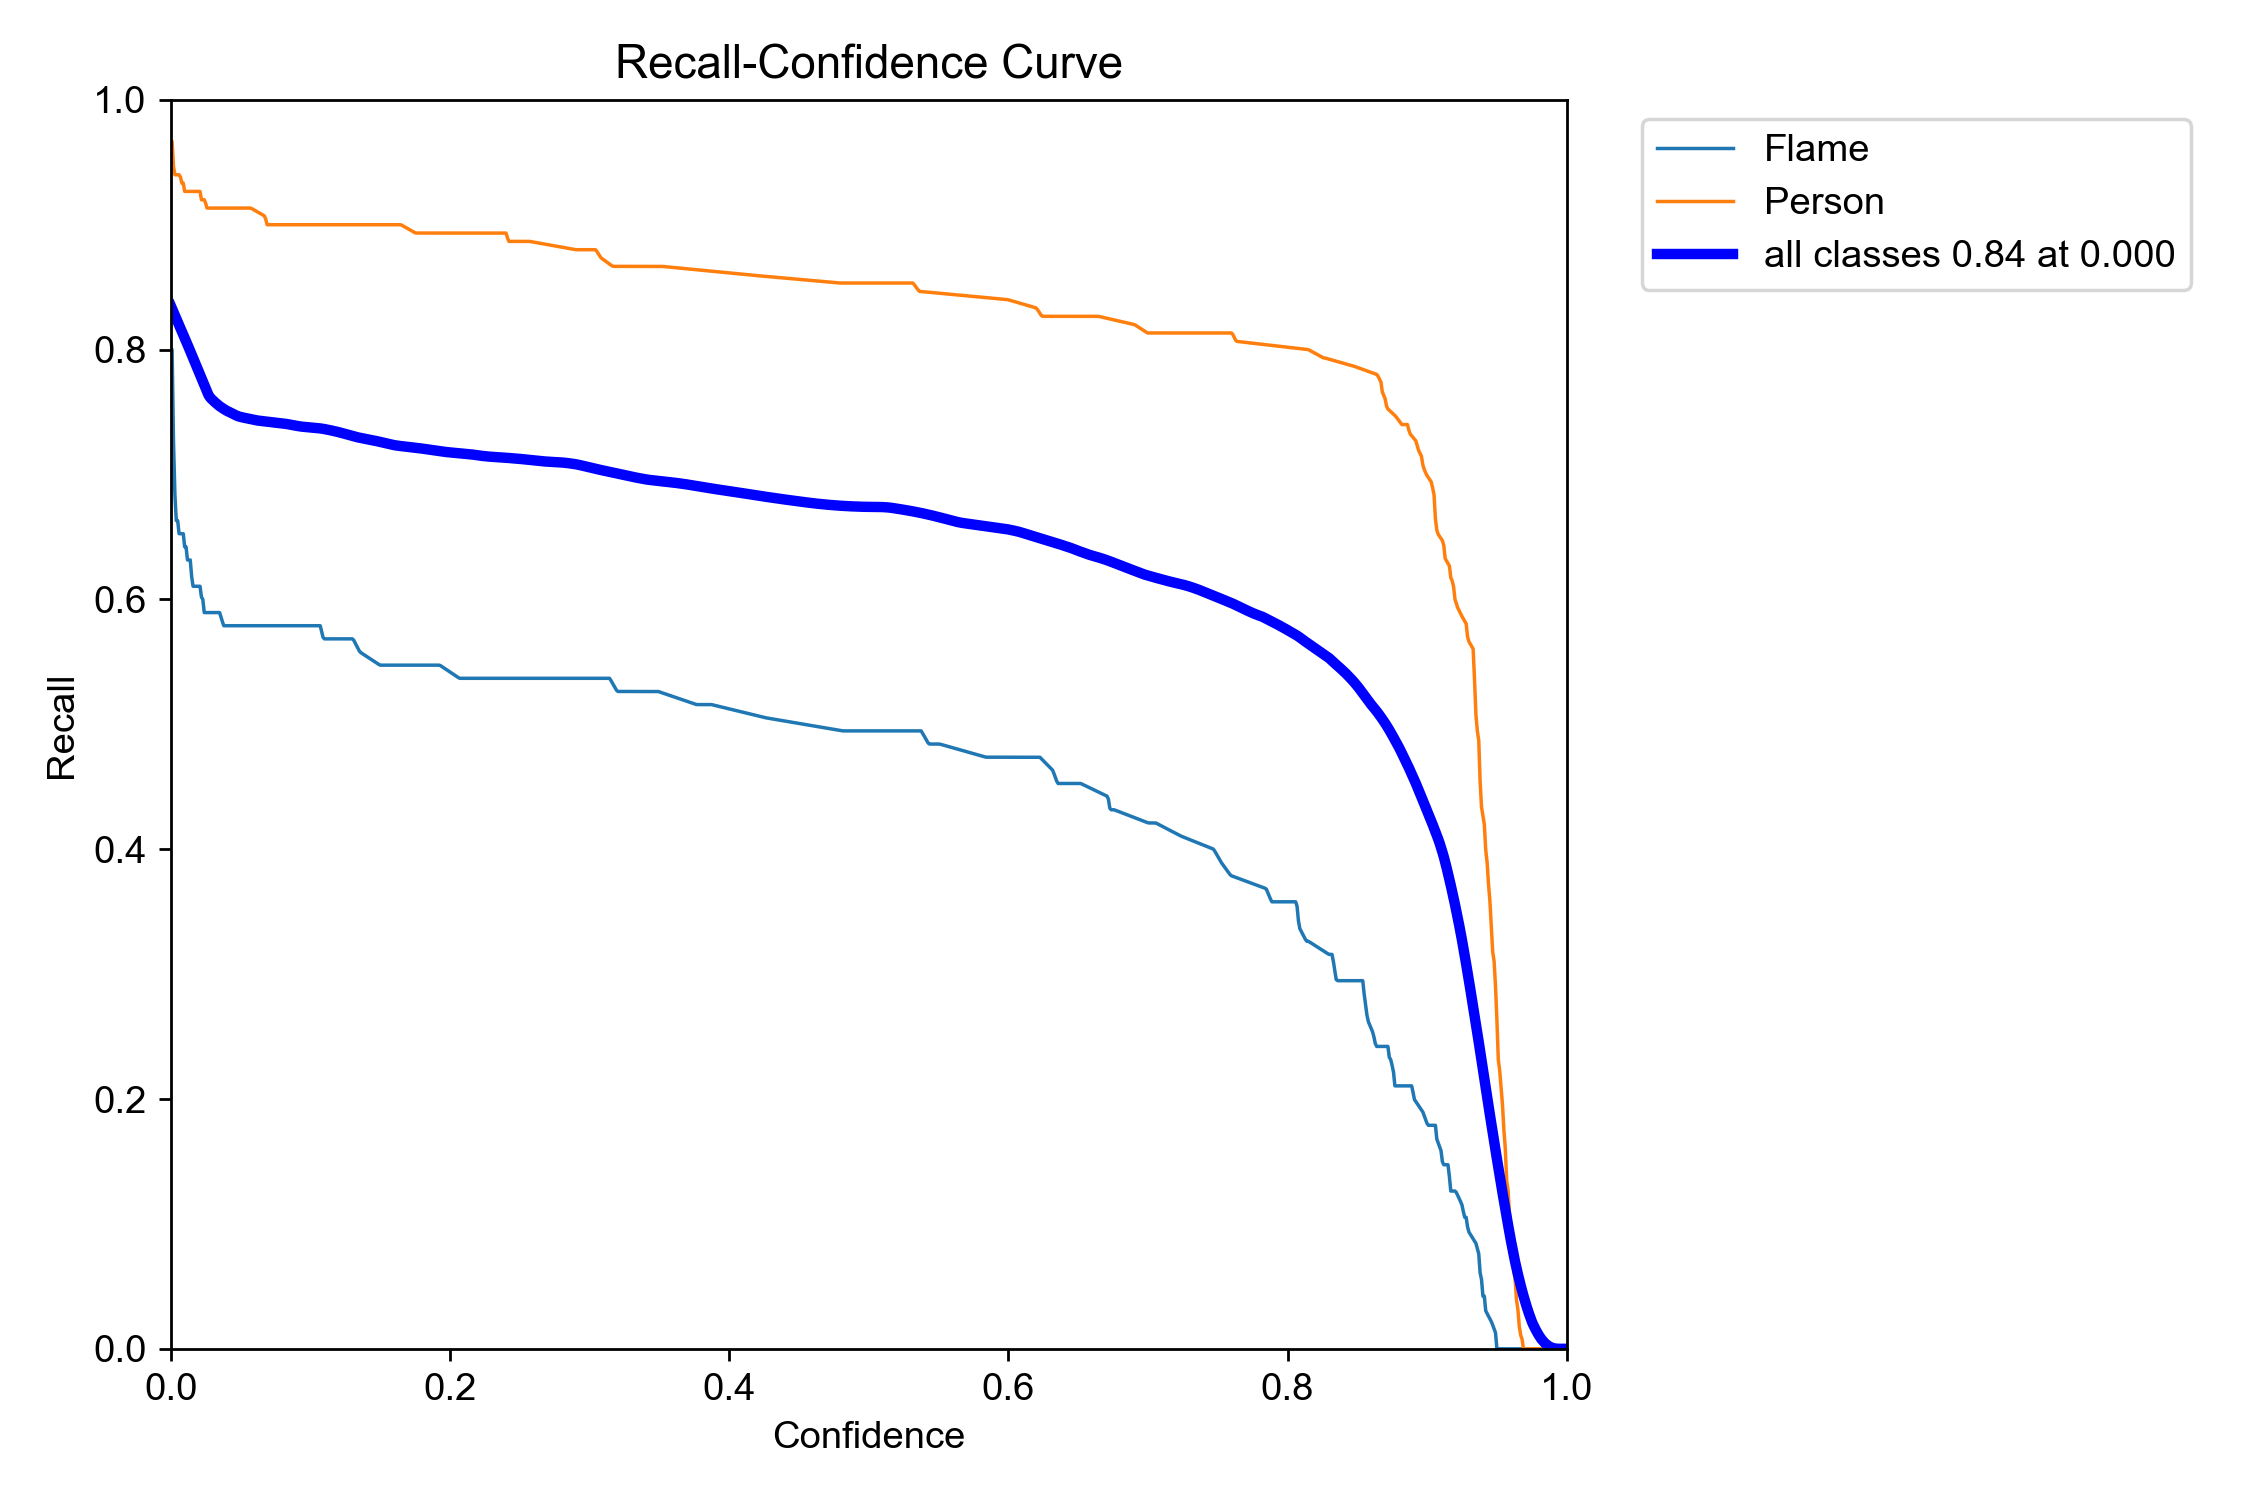 Recall-Confidence Curve
1.0
0.8
0.6
0.4
0.2
0.0
Recall
0.0 0.2 0.4 0.6 0.8 1.0
Confidence
Flame
Person
all classes 0.84 at 0.000